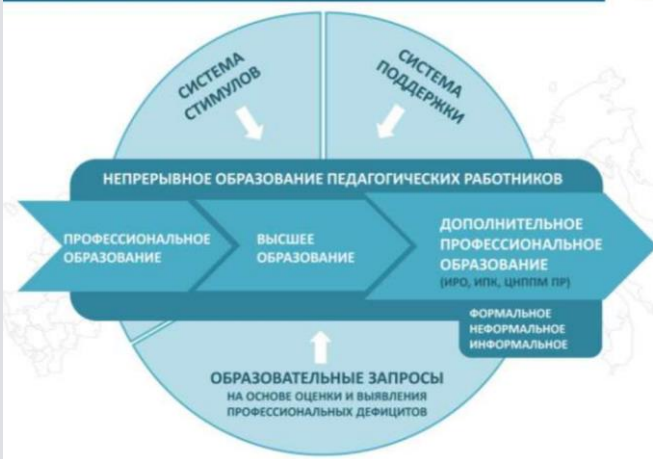 СИСТЕМА
СТИМУЛОВ
СИСТЕМА
ПОДДЕРЖКИ
НЕПРЕРЫВНОЕ ОБРАЗОВАНИЕ ПЕДАГОГИЧЕСКИХ РАБОТНИКОВ
ПРОФЕССИОНАЛЬНОЕ
ОБРАЗОВАНИЕ
ВЫСШЕЕ
ОБРАЗОВАНИЕ
ДОПОЛНИТЕЛЬНОЕ
ПРОФЕССИОНАЛЬНОЕ
ОБРАЗОВАНИЕ
(ИРО, ИПК, ЦНППМ ПР)
ФОРМАЛЬНОЕ
НЕФОРМАЛЬНОЕ
ИНФОРМАЛЬНОЕ
ОБРАЗОВАТЕЛЬНЫЕ ЗАПРОСЫ
НА ОСНОВЕ ОЦЕНКИ И ВЫЯВЛЕНИЯ
ПРОФЕССИОНАЛЬНЫХ ДЕФИЦИТОВ